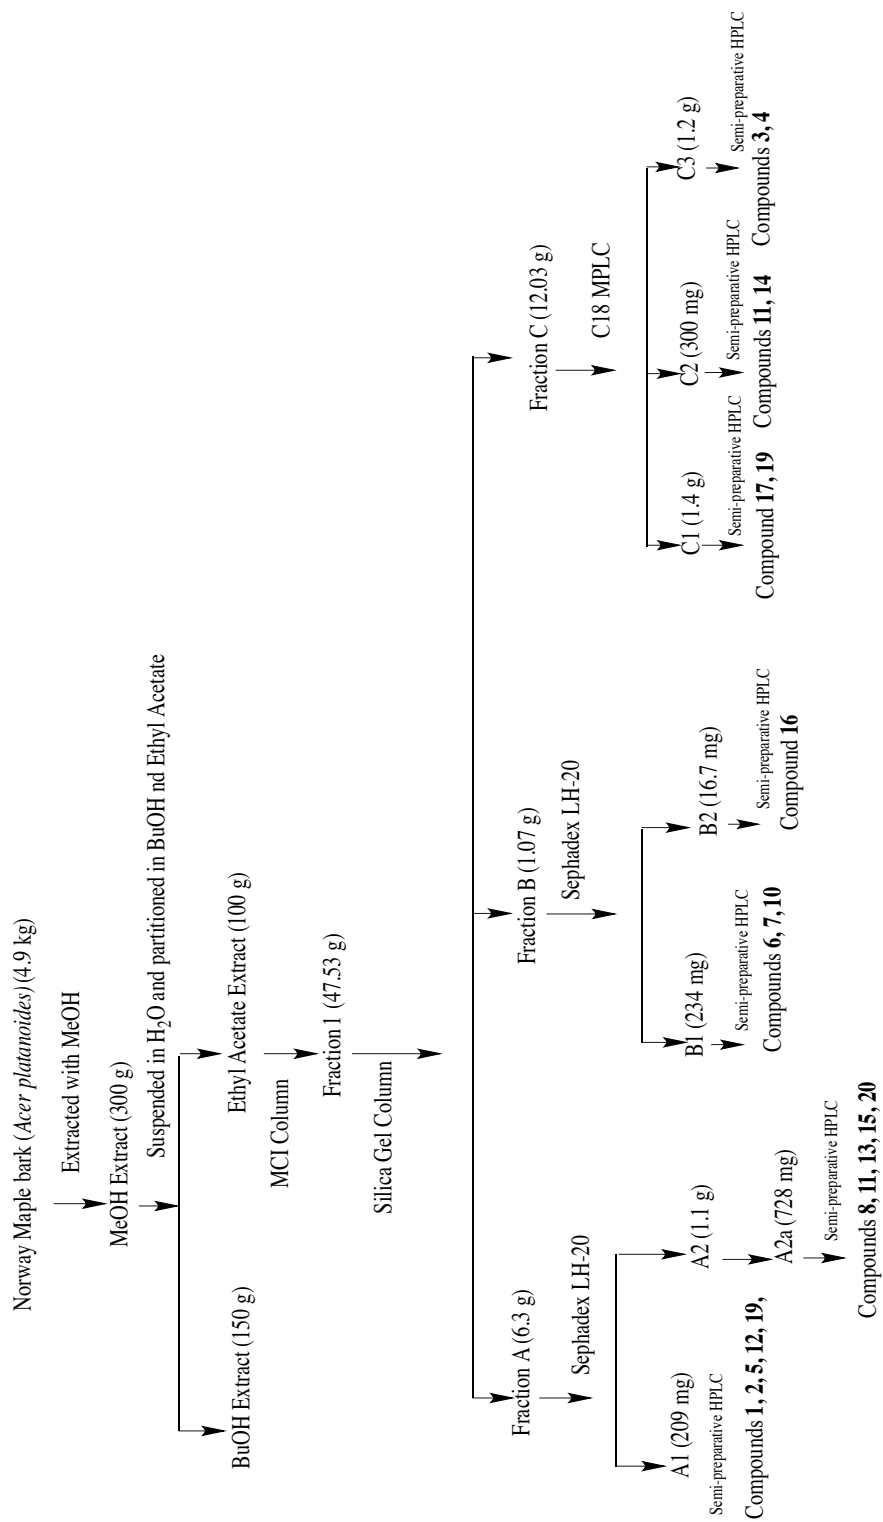 Norway Maple bark (Acer platanoides) (4.9 kg)
Extracted with MeOH
MeOH Extract (300 g)
Suspended in H2O and partitioned in BuOH nd Ethyl Acetate
BuOH Extract (150 g)
Ethyl Acetate Extract (100 g)
MCI Column
Fraction 1 (47.53 g)
Silica Gel Column
Fraction A (6.3 g)
Sephadex LH-20
A1 (209 mg)
Semi-preparative HPLC
Compounds 1, 2, 5, 12, 19,
A2 (1.1 g)
A2a (728 mg)
Semi-preparative HPLC
Compounds 8, 11, 13, 15, 20
Fraction B (1.07 g)
Sephadex LH-20
B1 (234 mg)
Semi-preparative HPLC
Compounds 6, 7, 10
B2 (16.7 mg)
Semi-preparative HPLC
Compound 16
Fraction C (12.03 g)
C18 MPLC
C1 (1.4 g)
Semi-preparative HPLC
Compound 17, 19
C2 (300 mg)
Semi-preparative HPLC
Compounds 11, 14
C3 (1.2 g)
Semi-preparative HPLC
Compounds 3, 4